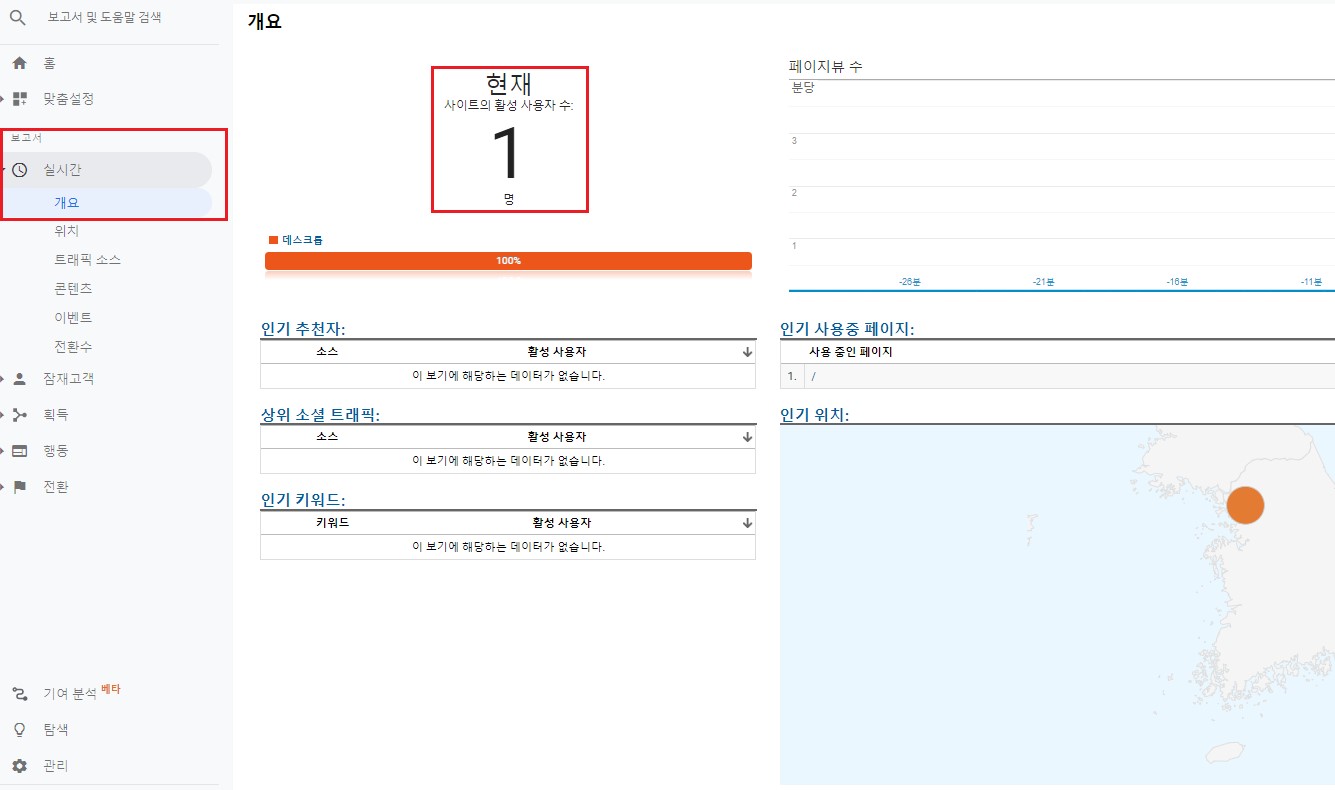 보고서 및 도움말 검색
홈
맞춤설정
보고서
실시간
개요
위치
트래픽 소스
콘텐츠
이벤트
전환수
잠재고객
획득
행동
전환
기여 분석 베타
탐색
관리
개요
현재
사이트의 활성 사용자 수:
1
명
데스크톱
100%
페이지뷰 수
분당
3
2
1
-26분
-21분
-16분
-11분
인기 추천자:
소스 활성 사용자
이 보기에 해당하는 데이터가 없습니다.
상위 소셜 트래픽:
소스 활성 사용자
이 보기에 해당하는 데이터가 없습니다.
인기 키워드:
키워드 활성 사용자
이 보기에 해당하는 데이터가 없습니다.
인기 사용중 페이지:
사용 중인 페이지
1. /
인기 위치: